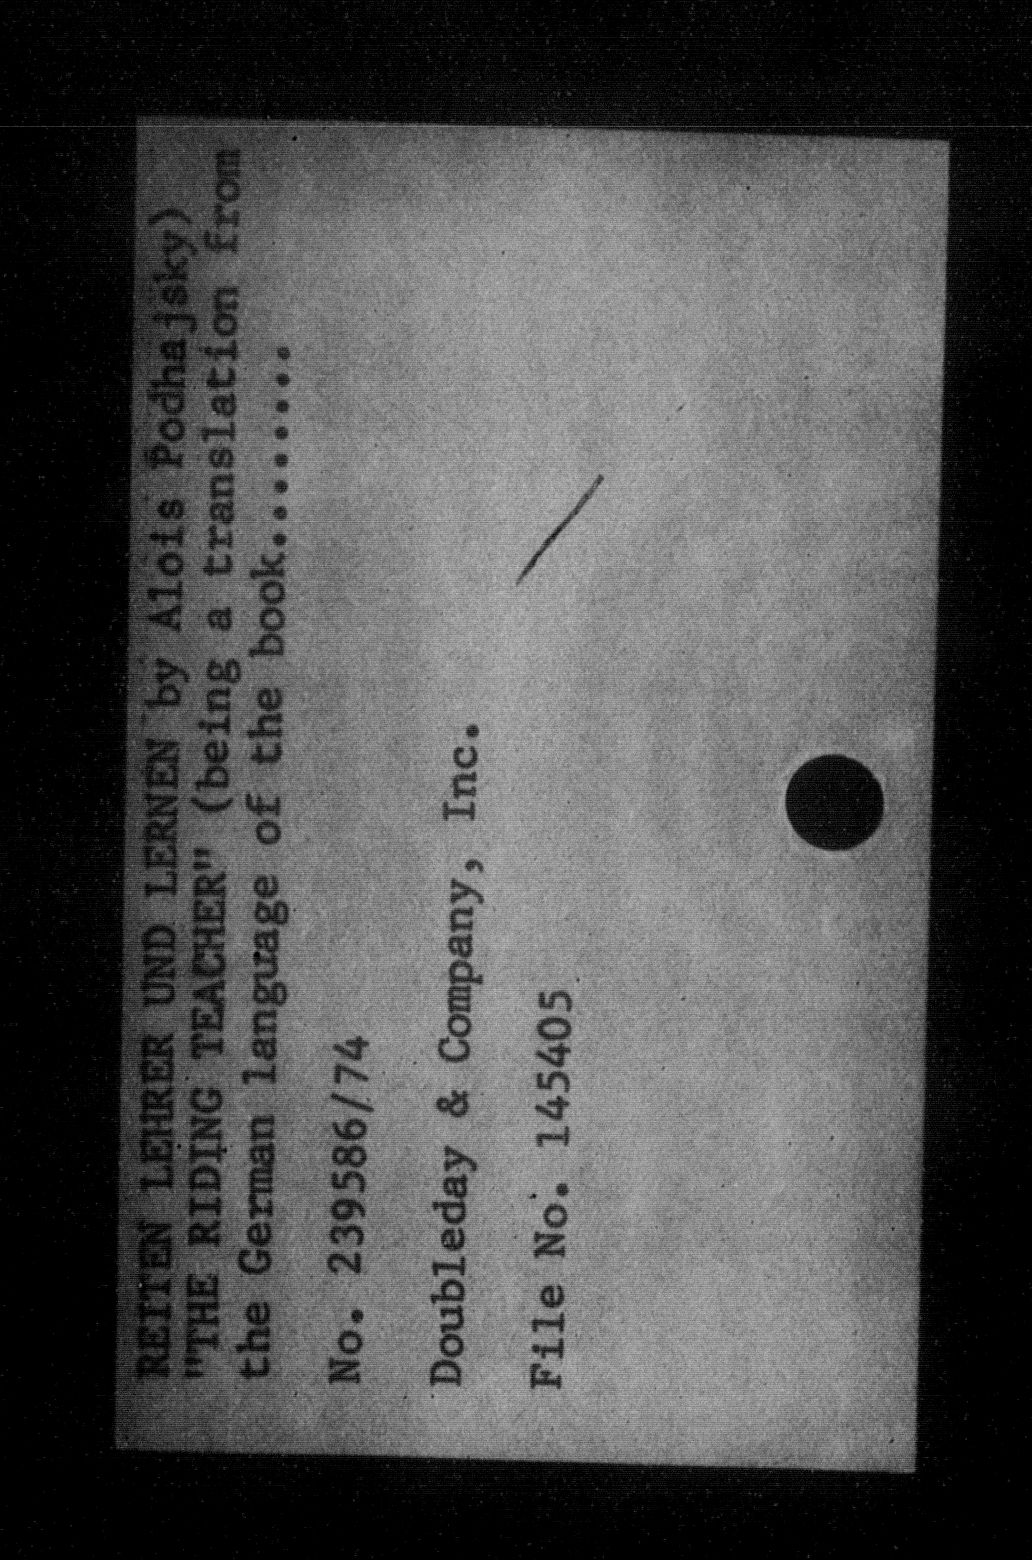 REITEN LEHRER UND LERNEN by Alois Podhajsky)
"THE RIDING TEACHER" (being a translation from
the German language of the book..........
No. 239586/74
Doubleday & Company, Inc.
File No. 145405